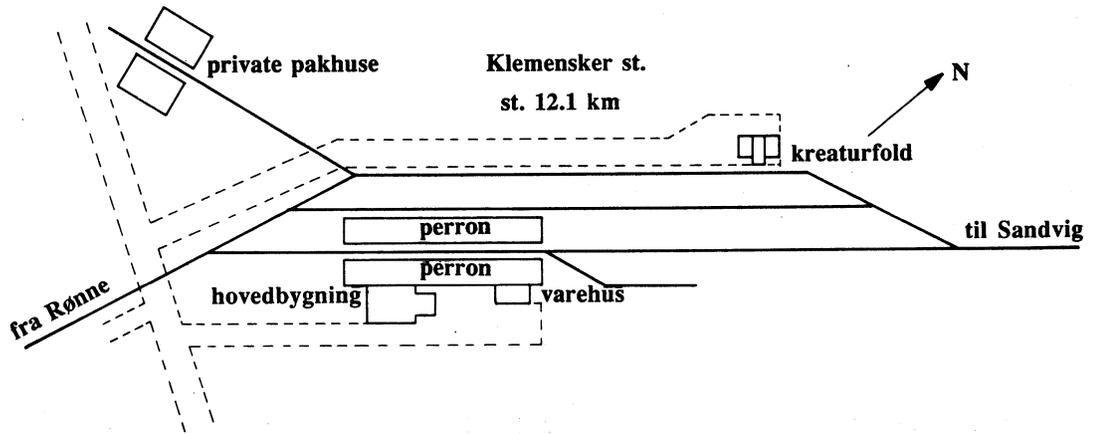 private pakhuse
Klemensker st.
st. 12.1 km
N
kreaturfold
perron
til Sandvig
perron
hovedbygning
varehus
fra Rønne